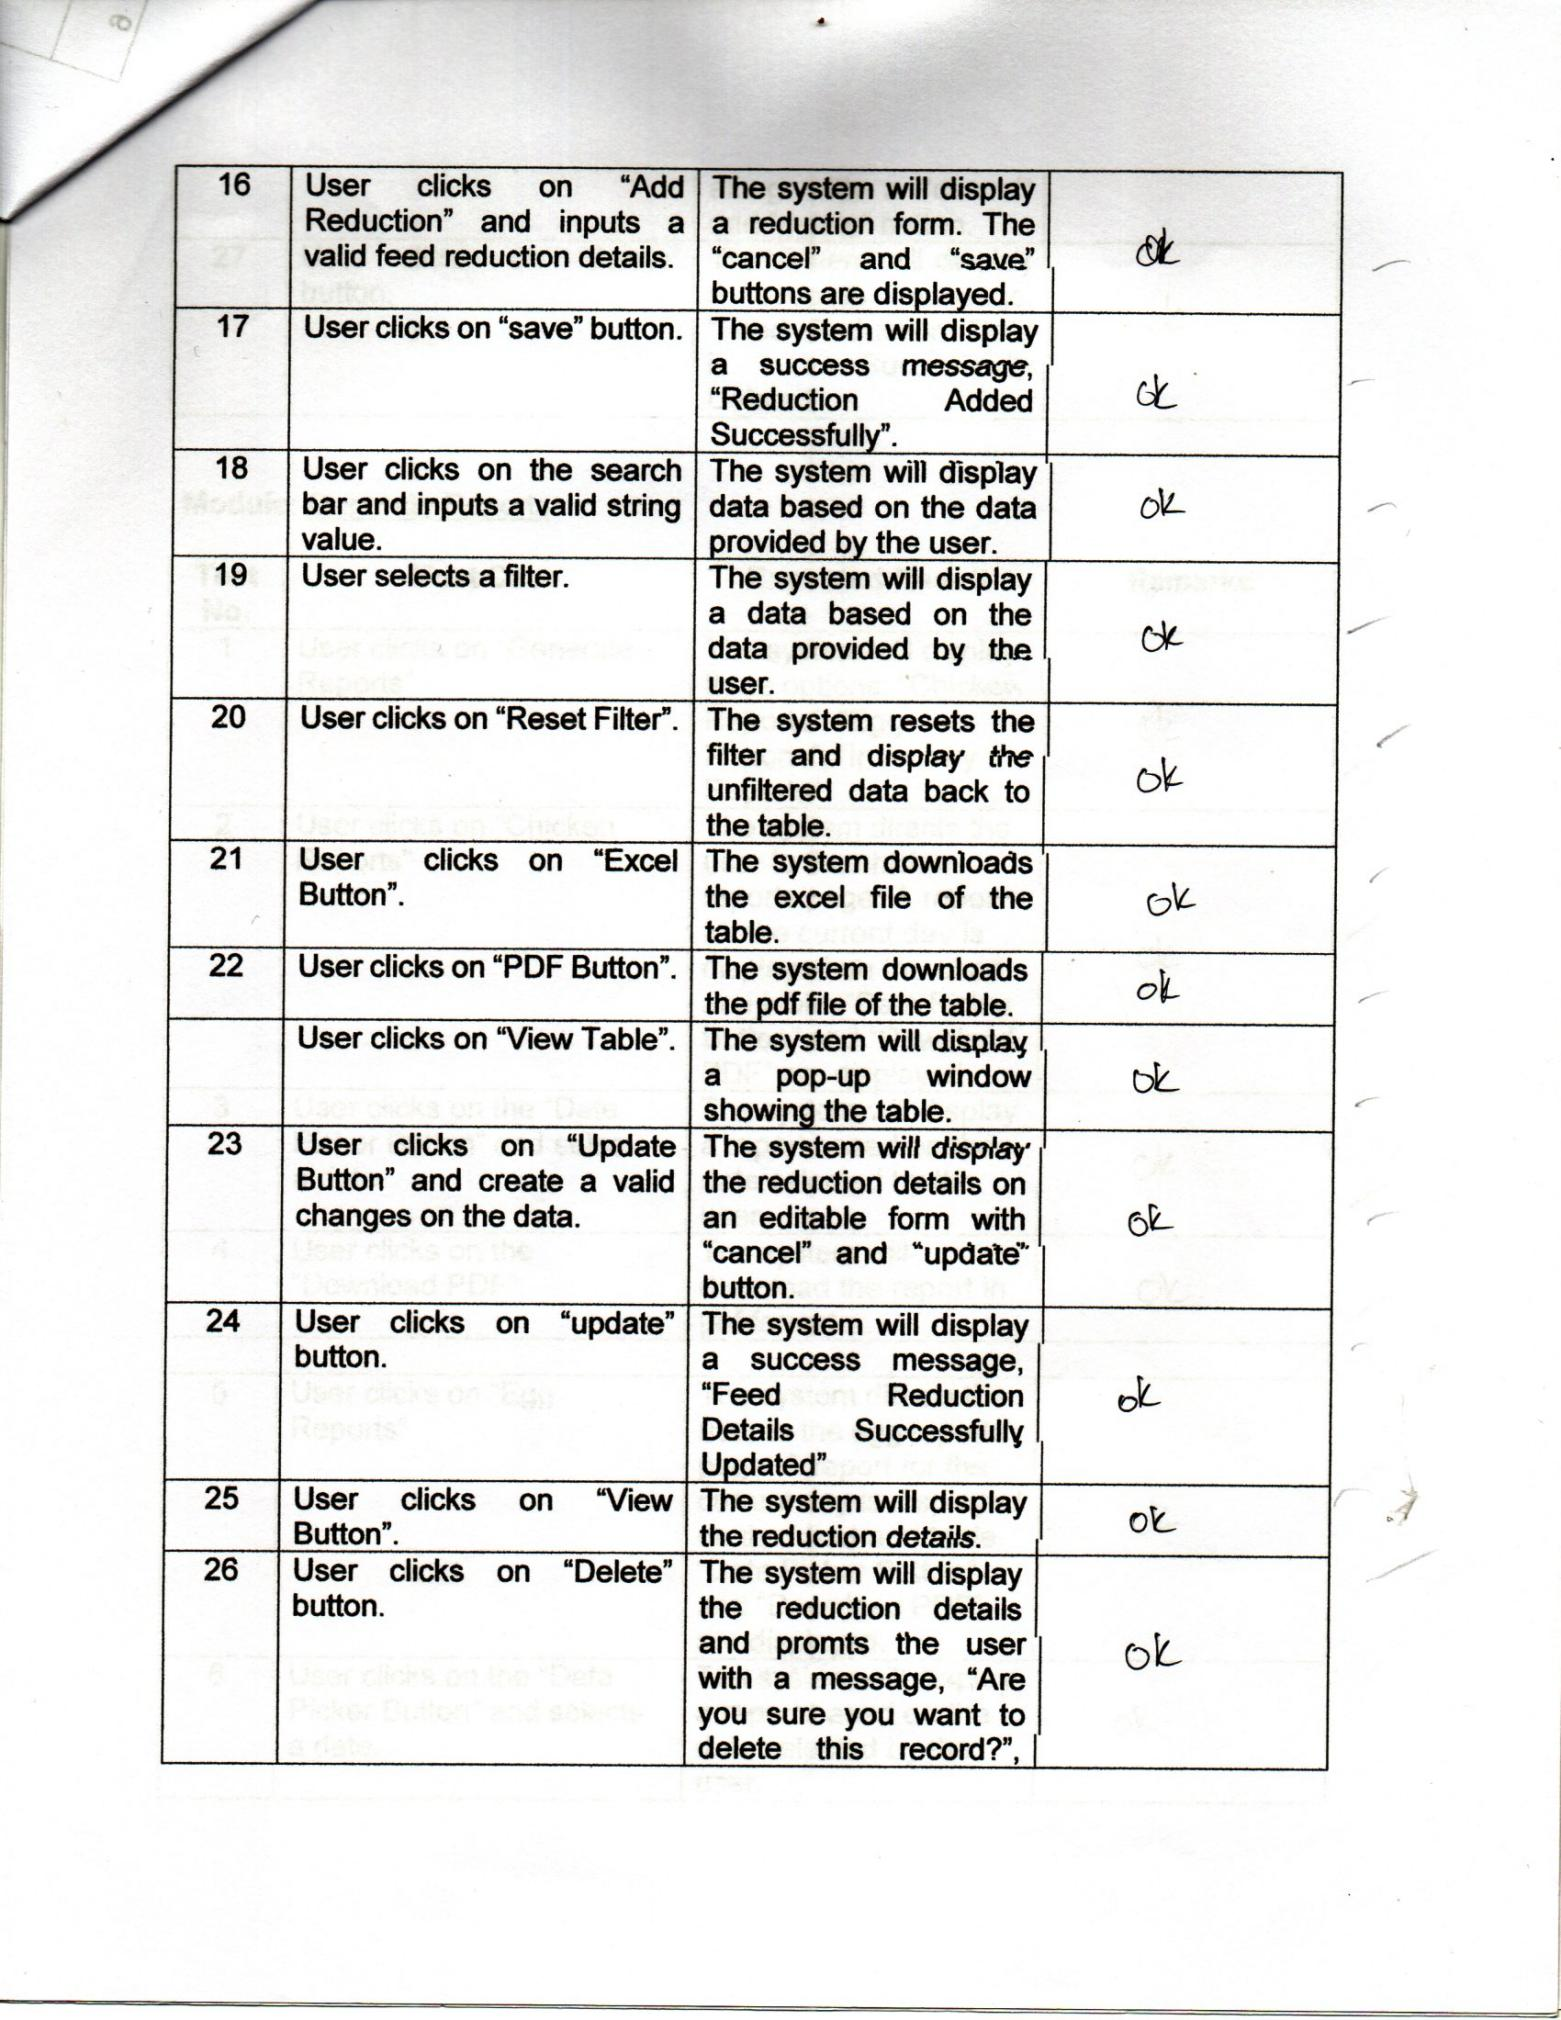 16
User clicks on “Add
Reduction” and inputs a
valid feed reduction details.
The system will display
a reduction form. The
“cancel” and “save”
buttons are displayed.
ok
17
User clicks on “save” button.
The system will display
a success message,
“Reduction Added
Successfully”.
ok
18
User clicks on the search
bar and inputs a valid string
value.
The system will display
data based on the data
provided by the user.
ok
19
User selects a filter.
The system will display
a data based on the
data provided by the
user.
ok
20
User clicks on “Reset Filter”.
The system resets the
filter and display the
unfiltered data back to
the table.
ok
21
User clicks on “Excel
Button”.
The system downloads
the excel file of the
table.
ok
22
User clicks on “PDF Button”.
The system downloads
the pdf file of the table.
ok
User clicks on “View Table”.
The system will display
a pop-up window
showing the table.
ok
23
User clicks on “Update
Button” and create a valid
changes on the data.
The system will display
the reduction details on
an editable form with
“cancel” and “update”
button.
ok
24
User clicks on “update”
button.
The system will display
a success message,
“Feed Reduction
Details Successfully
Updated”
ok
25
User clicks on “View
Button”.
The system will display
the reduction details.
ok
26
User clicks on “Delete”
button.
The system will display
the reduction details
and promts the user
with a message, “Are
you sure you want to
delete this record?”,
ok